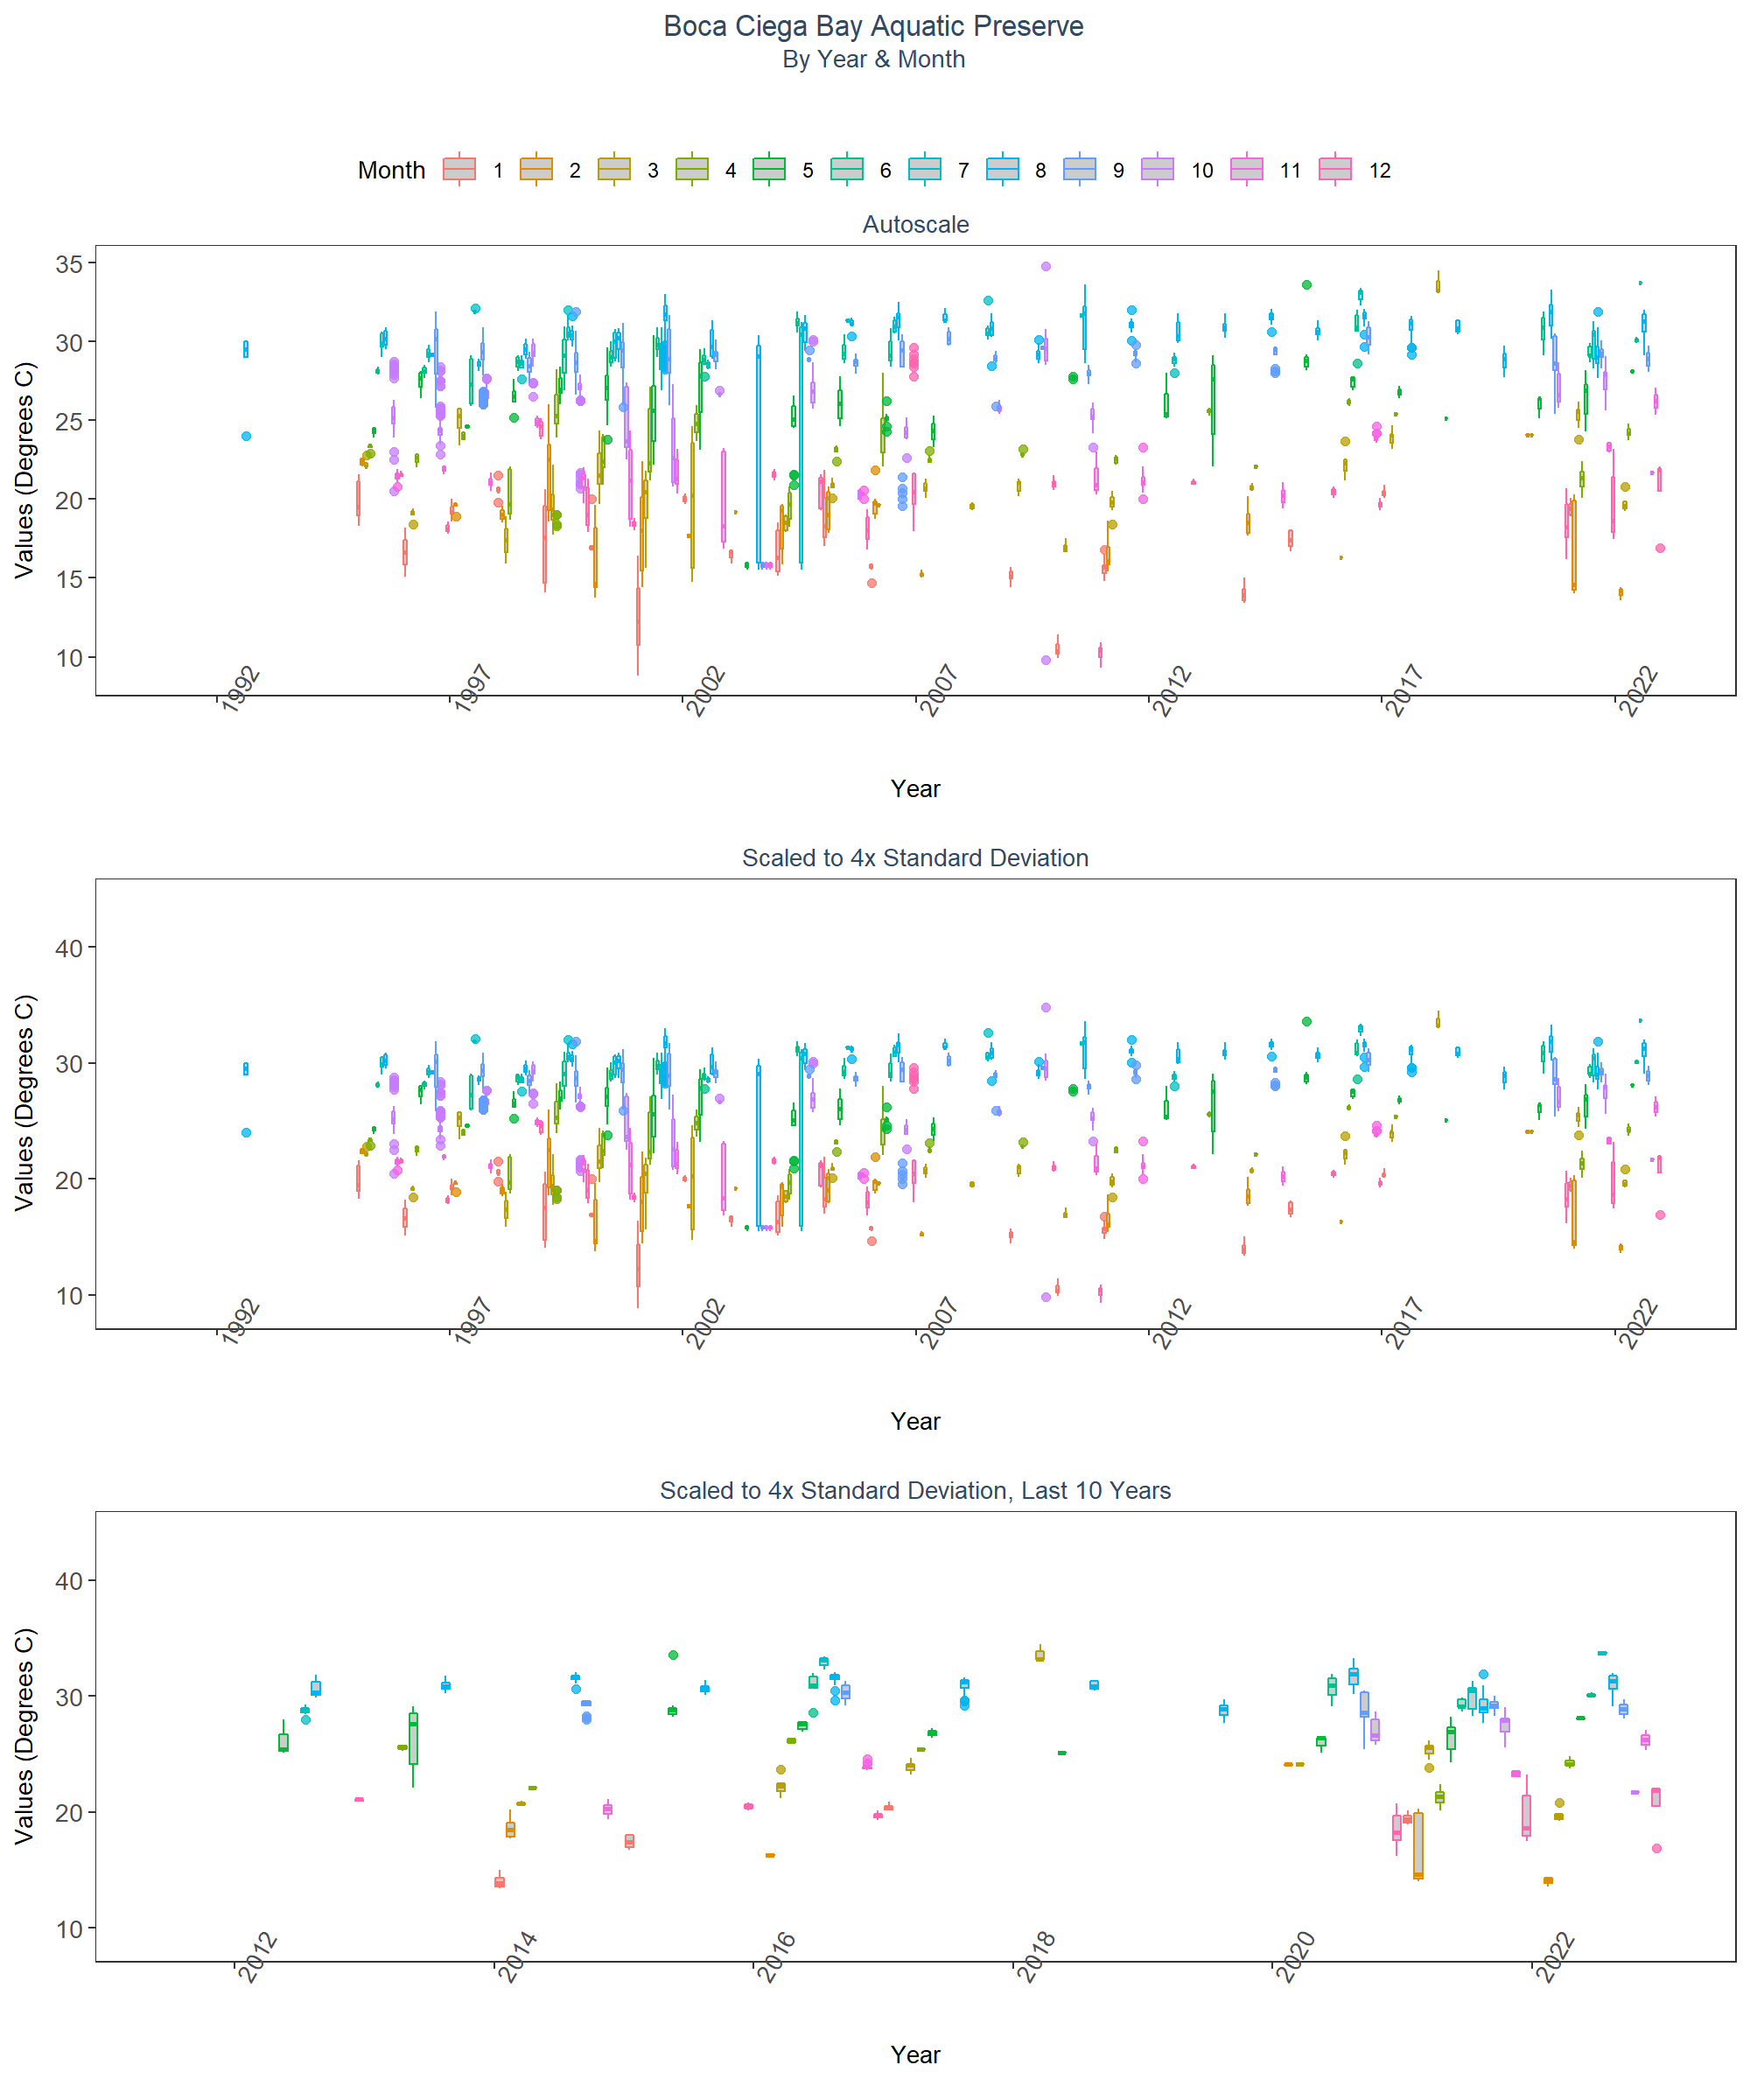 Boca Ciega Bay Aquatic Preserve
By Year & Month
Month 1 2 3 4 5 6 7 8 9 10 11 12
Autoscale
Values (Degrees C)
35
30
25
20
15
10
1992 1997 2002 2007 2012 2017 2022
Year
Scaled to 4x Standard Deviation
Values (Degrees C)
40
30
20
10
1992 1997 2002 2007 2012 2017 2022
Year
Scaled to 4x Standard Deviation, Last 10 Years
Values (Degrees C)
40
30
20
10
2012 2014 2016 2018 2020 2022
Year